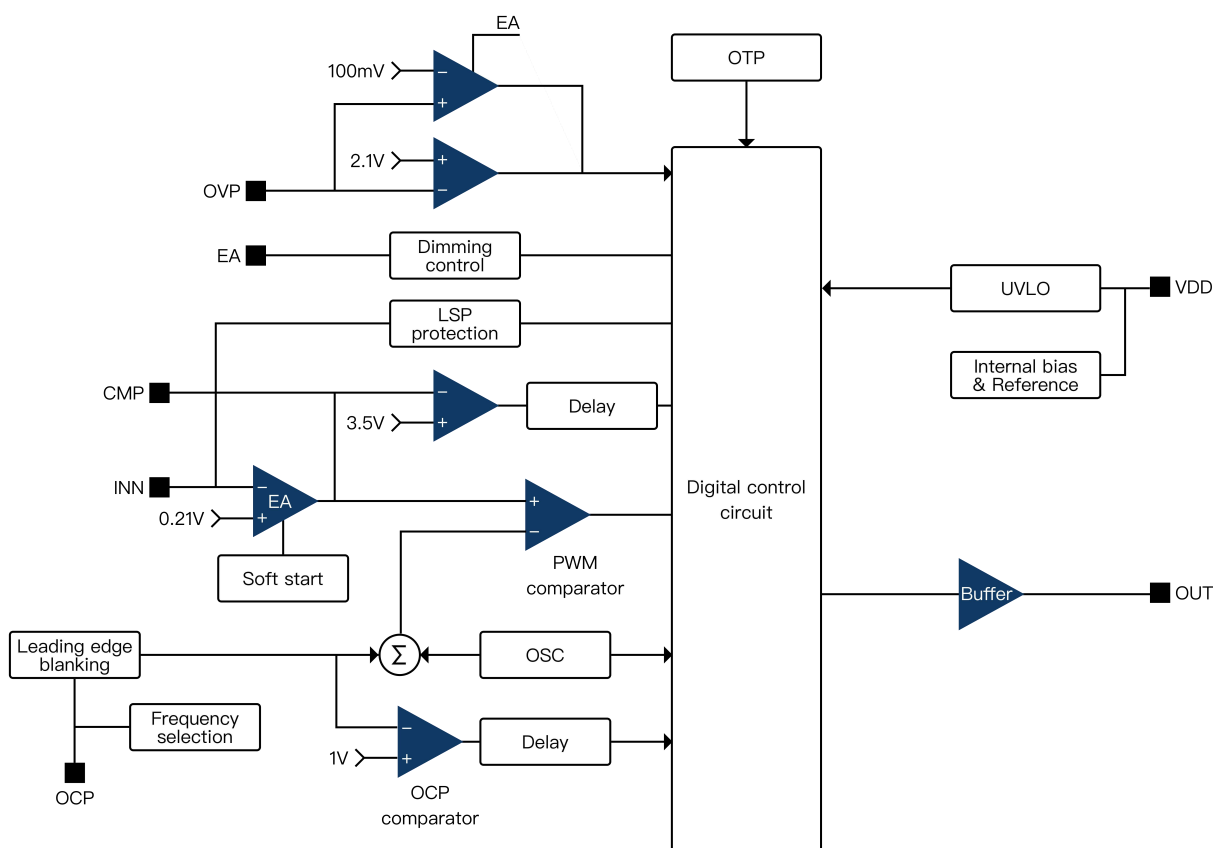 EA
OTP
100mV
−
+
2.1V
+
−
OVP
EA
Dimming
control
UVLO
VDD
LSP
protection
Internal bias
& Reference
CMP
−
3.5V
+
Delay
INN
−
EA
0.21V
+
+
−
Digital control
circuit
PWM
comparator
Soft start
Buffer
OUT
Leading edge
blanking
Σ
OSC
Frequency
selection
−
1V
+
Delay
OCP
OCP
comparator